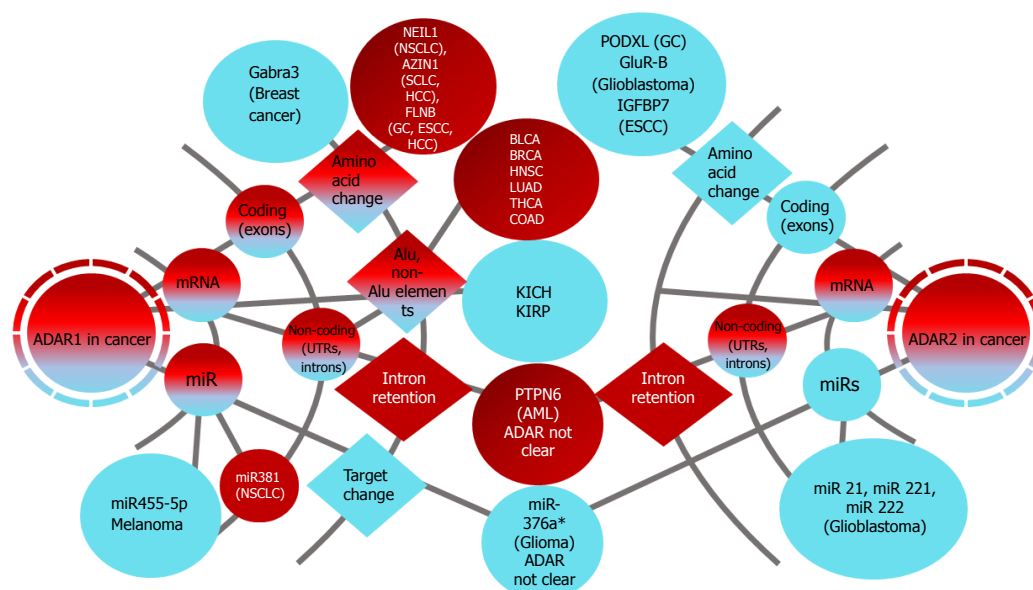 Gabra3
(Breast
cancer)
NEIL1
(NSCLC),
AZIN1
(SCLC,
HCC),
FLNB
(GC, ESCC,
HCC)
PODXL (GC)
GluR-B
(Glioblastoma)
IGFBP7
(ESCC)
BLCA
BRCA
HNSC
LUAD
THCA
COAD
Amino
acid
change
Amino
acid
change
Coding
(exons)
Coding
(exons)
Alu,
non-
Alu elemen
ts
mRNA
mRNA
KICH
KIRP
ADAR1 in cancer
Non-coding
(UTRs,
introns)
Non-coding
(UTRs,
introns)
ADAR2 in cancer
miR
Intron
retention
PTPN6
(AML)
ADAR not
clear
Intron
retention
miRs
miR455-5p
Melanoma
miR381
(NSCLC)
Target
change
miR-
376a*
(Glioma)
ADAR
not clear
miR 21, miR 221,
miR 222
(Glioblastoma)